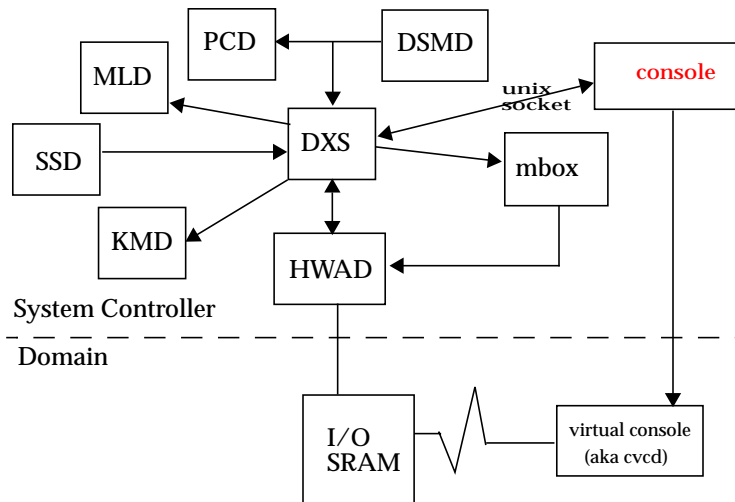 PCD
DSMD
MLD
console
unix
socket
DXS
SSD
mbox
KMD
HWAD
System Controller
Domain
I/O
SRAM
virtual console
(aka cvcd)